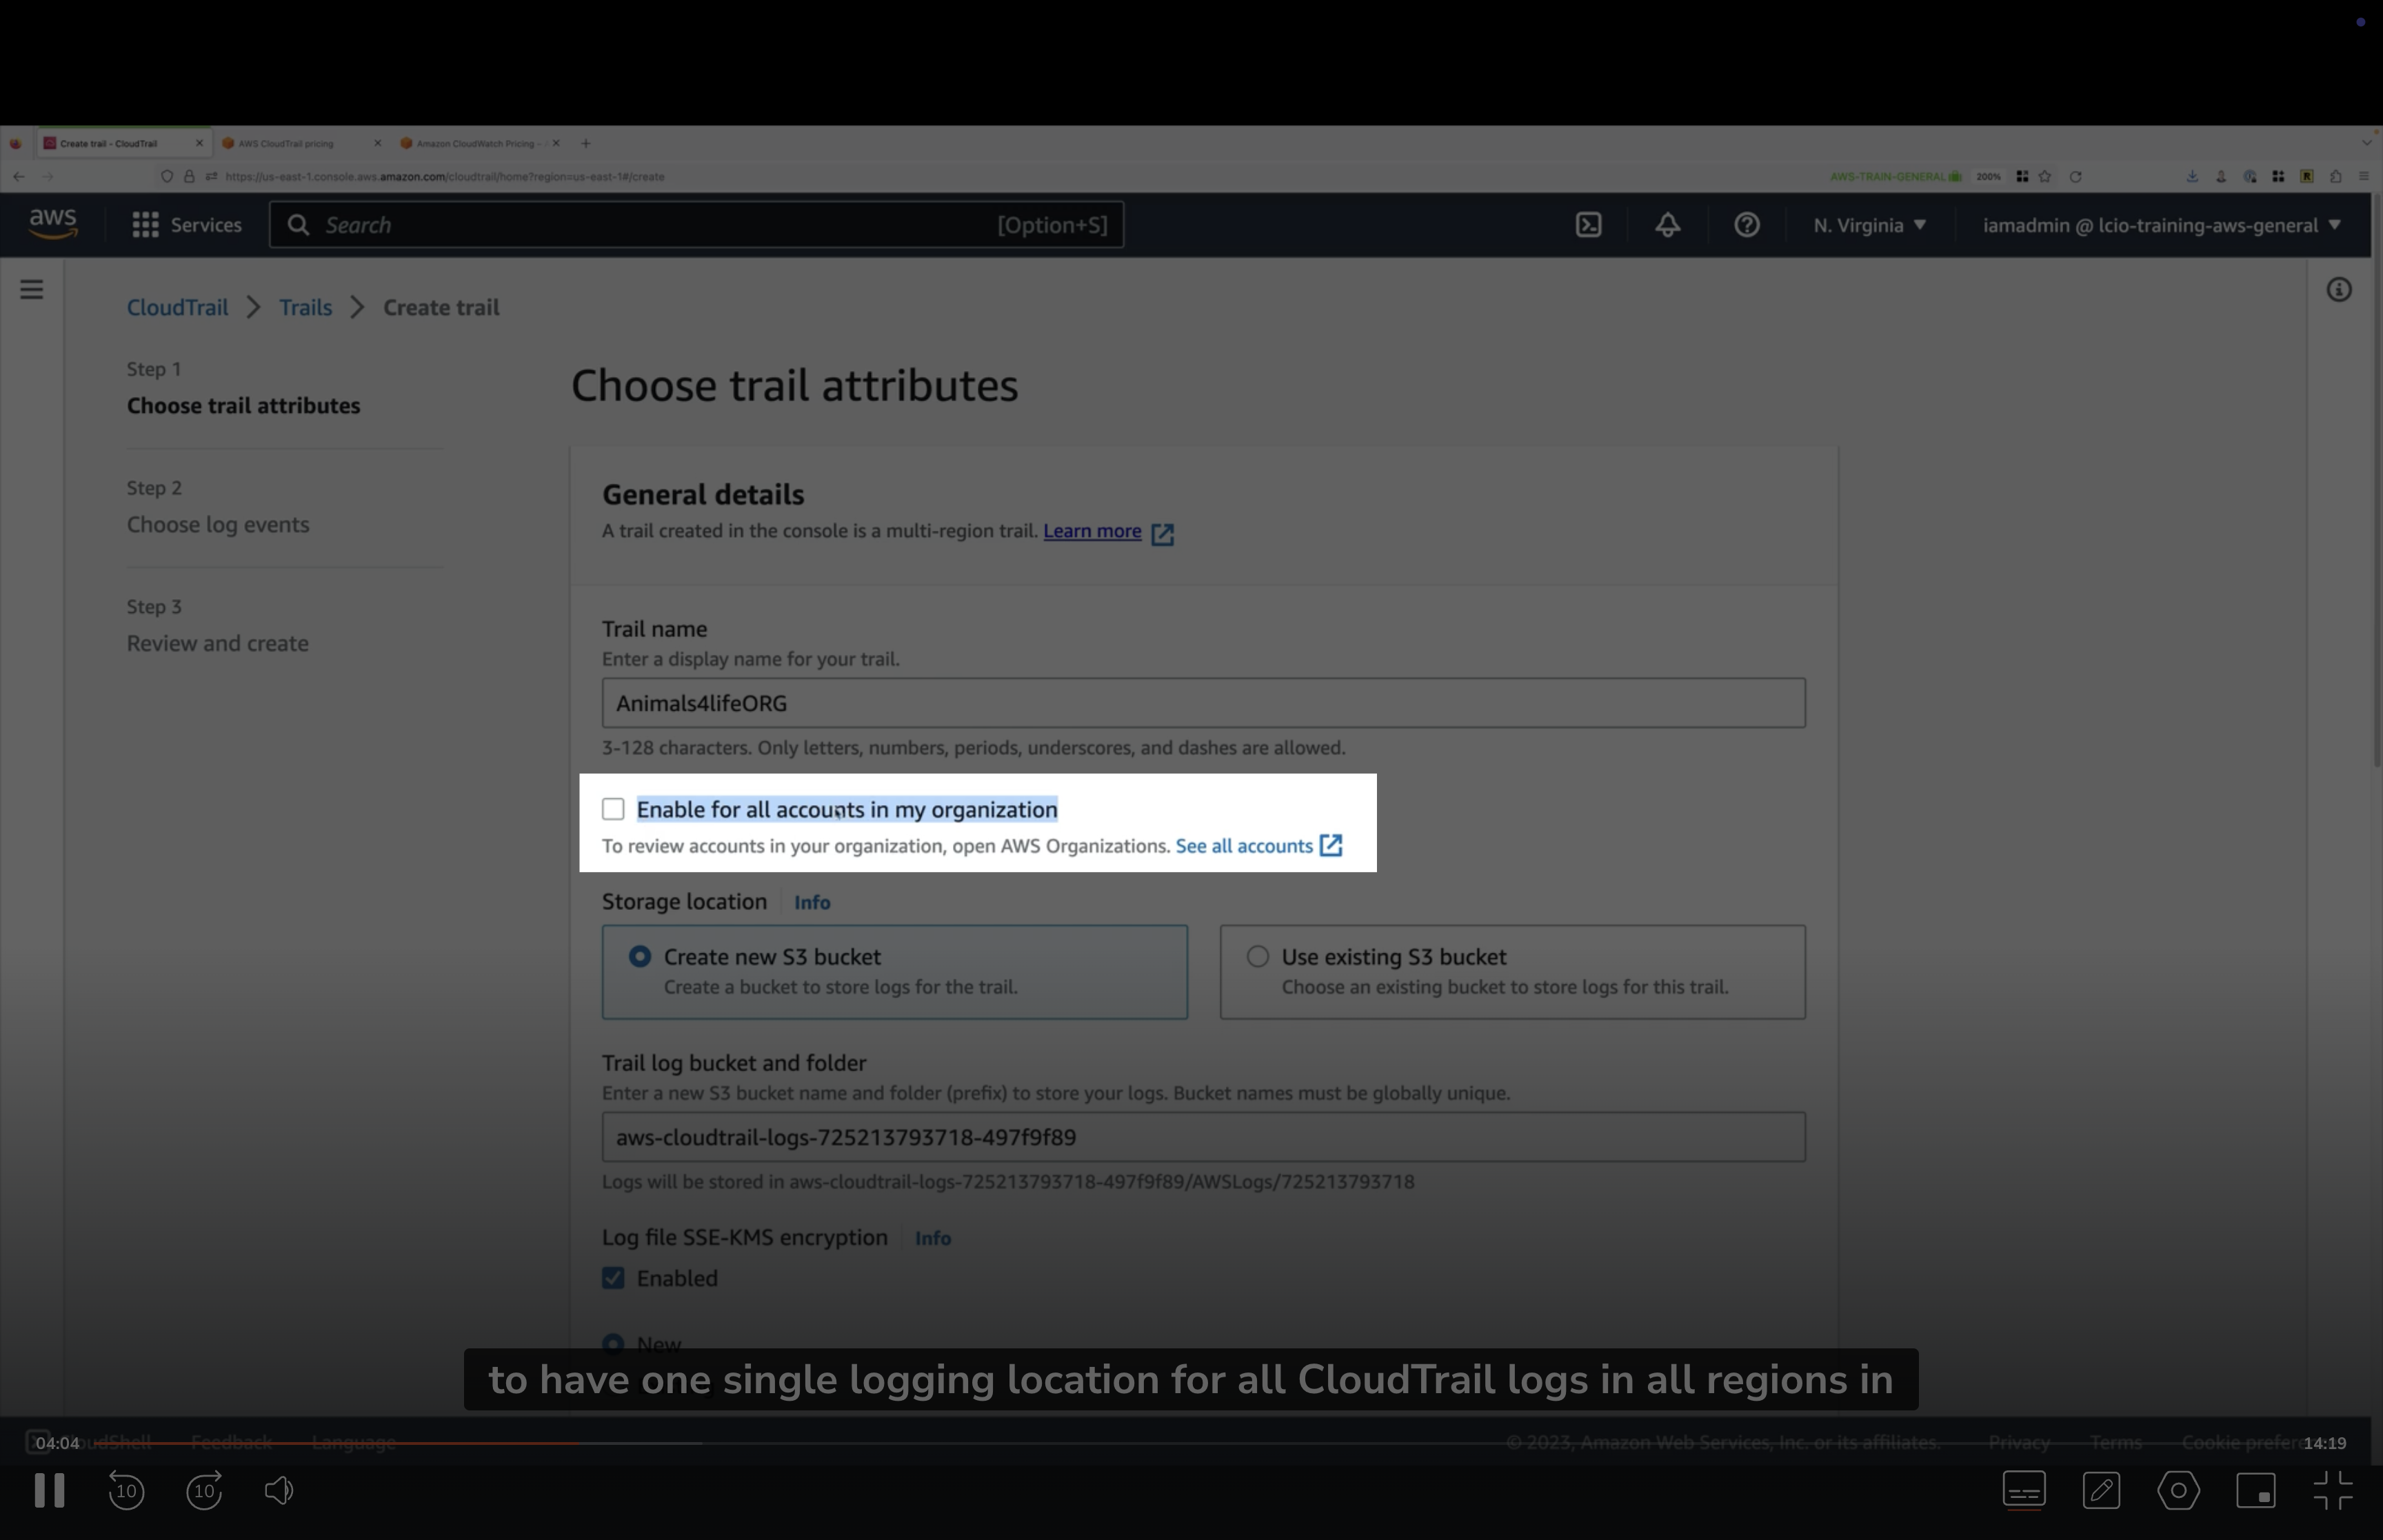 Create trail - CloudTrail
AWS CloudTrail pricing
Amazon CloudWatch Pricing -
https://us-east-1.console.aws.amazon.com/cloudtrail/home?region=us-east-1#/create
AWS-TRAIN-GENERAL
200%
R
aws
Services
Search
[Option+S]
N. Virginia
iamadmin @ lcio-training-aws-general
CloudTrail
Trails
Create trail
Step 1
Choose trail attributes
Step 2
Choose log events
Step 3
Review and create
Choose trail attributes
General details
A trail created in the console is a multi-region trail. Learn more
Trail name
Enter a display name for your trail.
Animals4lifeORG
3-128 characters. Only letters, numbers, periods, underscores, and dashes are allowed.
Enable for all accounts in my organization
To review accounts in your organization, open AWS Organizations. See all accounts
Storage location
Info
Create new S3 bucket
Create a bucket to store logs for the trail.
Use existing S3 bucket
Choose an existing bucket to store logs for this trail.
Trail log bucket and folder
Enter a new S3 bucket name and folder (prefix) to store your logs. Bucket names must be globally unique.
aws-cloudtrail-logs-725213793718-497f9f89
Logs will be stored in aws-cloudtrail-logs-725213793718-497f9f89/AWSLogs/725213793718
Log file SSE-KMS encryption
Info
Enabled
New
to have one single logging location for all CloudTrail logs in all regions in
04:04
Feedback
Language
© 2023, Amazon Web Services, Inc. or its affiliates.
Privacy
Terms
Cookie
14:19
10
10